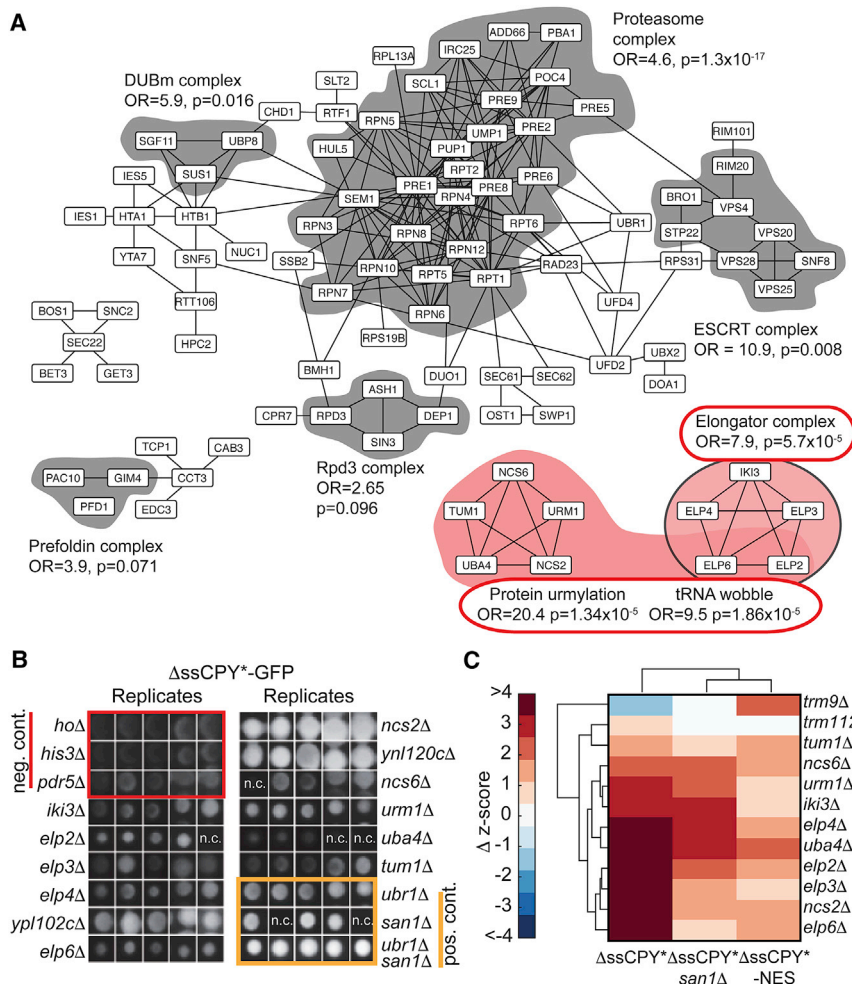 A
Proteasome
complex
OR=4.6, p=1.3x10-17
DUBm complex
OR=5.9, p=0.016
ADD66
PBA1
IRC25
RPL13A
SLT2
SCL1
POC4
CHD1
RTF1
PRE9
PRE5
RPN5
UMP1
PRE2
RIM101
SGF11
UBP8
HUL5
PUP1
RIM20
SUS1
RPT2
PRE6
IES5
PRE1
PRE8
BRO1
VPS4
SEM1
RPN4
IES1
HTA1
HTB1
RPN3
RPT6
UBR1
STP22
VPS20
RPN8
NUC1
RPN12
YTA7
SNF5
SSB2
RPN10
RPT5
RPT1
RAD23
RPS31
VPS28
SNF8
RPN7
VPS25
RTT106
UFD4
BOS1
SNC2
RPN6
ESCRT complex
OR = 10.9, p=0.008
SEC22
HPC2
RPS19B
UBX2
BET3
GET3
BMH1
DUO1
SEC61
SEC62
UFD2
DOA1
ASH1
CPR7
RPD3
DEP1
OST1
SWP1
SIN3
Elongator complex
OR=7.9, p=5.7x10-5
TCP1
CAB3
Rpd3 complex
OR=2.65
p=0.096
PAC10
GIM4
CCT3
NCS6
IKI3
PFD1
EDC3
TUM1
URM1
ELP4
ELP3
Prefoldin complex
OR=3.9, p=0.071
UBA4
NCS2
ELP6
ELP2
Protein urmylation
OR=20.4 p=1.34x10-5
tRNA wobble
OR=9.5 p=1.86x10-5
B
ΔssCPY*-GFP
Replicates
Replicates
neg. cont.
hoΔ
his3Δ
pdr5Δ
iki3Δ
elp2Δ
n.c.
elp3Δ
elp4Δ
ypl102cΔ
elp6Δ
ncs2Δ
ynl120cΔ
n.c.
ncs6Δ
urm1Δ
n.c.
n.c.
uba4Δ
tum1Δ
ubr1Δ
n.c.
n.c.
san1Δ
ubr1Δ
san1Δ
pos. cont.
C
>4
3
2
1
0
-1
-2
-3
<-4
Δ z-score
trm9Δ
trm112
tum1Δ
ncs6Δ
urm1Δ
iki3Δ
elp4Δ
uba4Δ
elp2Δ
elp3Δ
ncs2Δ
elp6Δ
ΔssCPY*
ΔssCPY*
san1Δ
ΔssCPY*
-NES